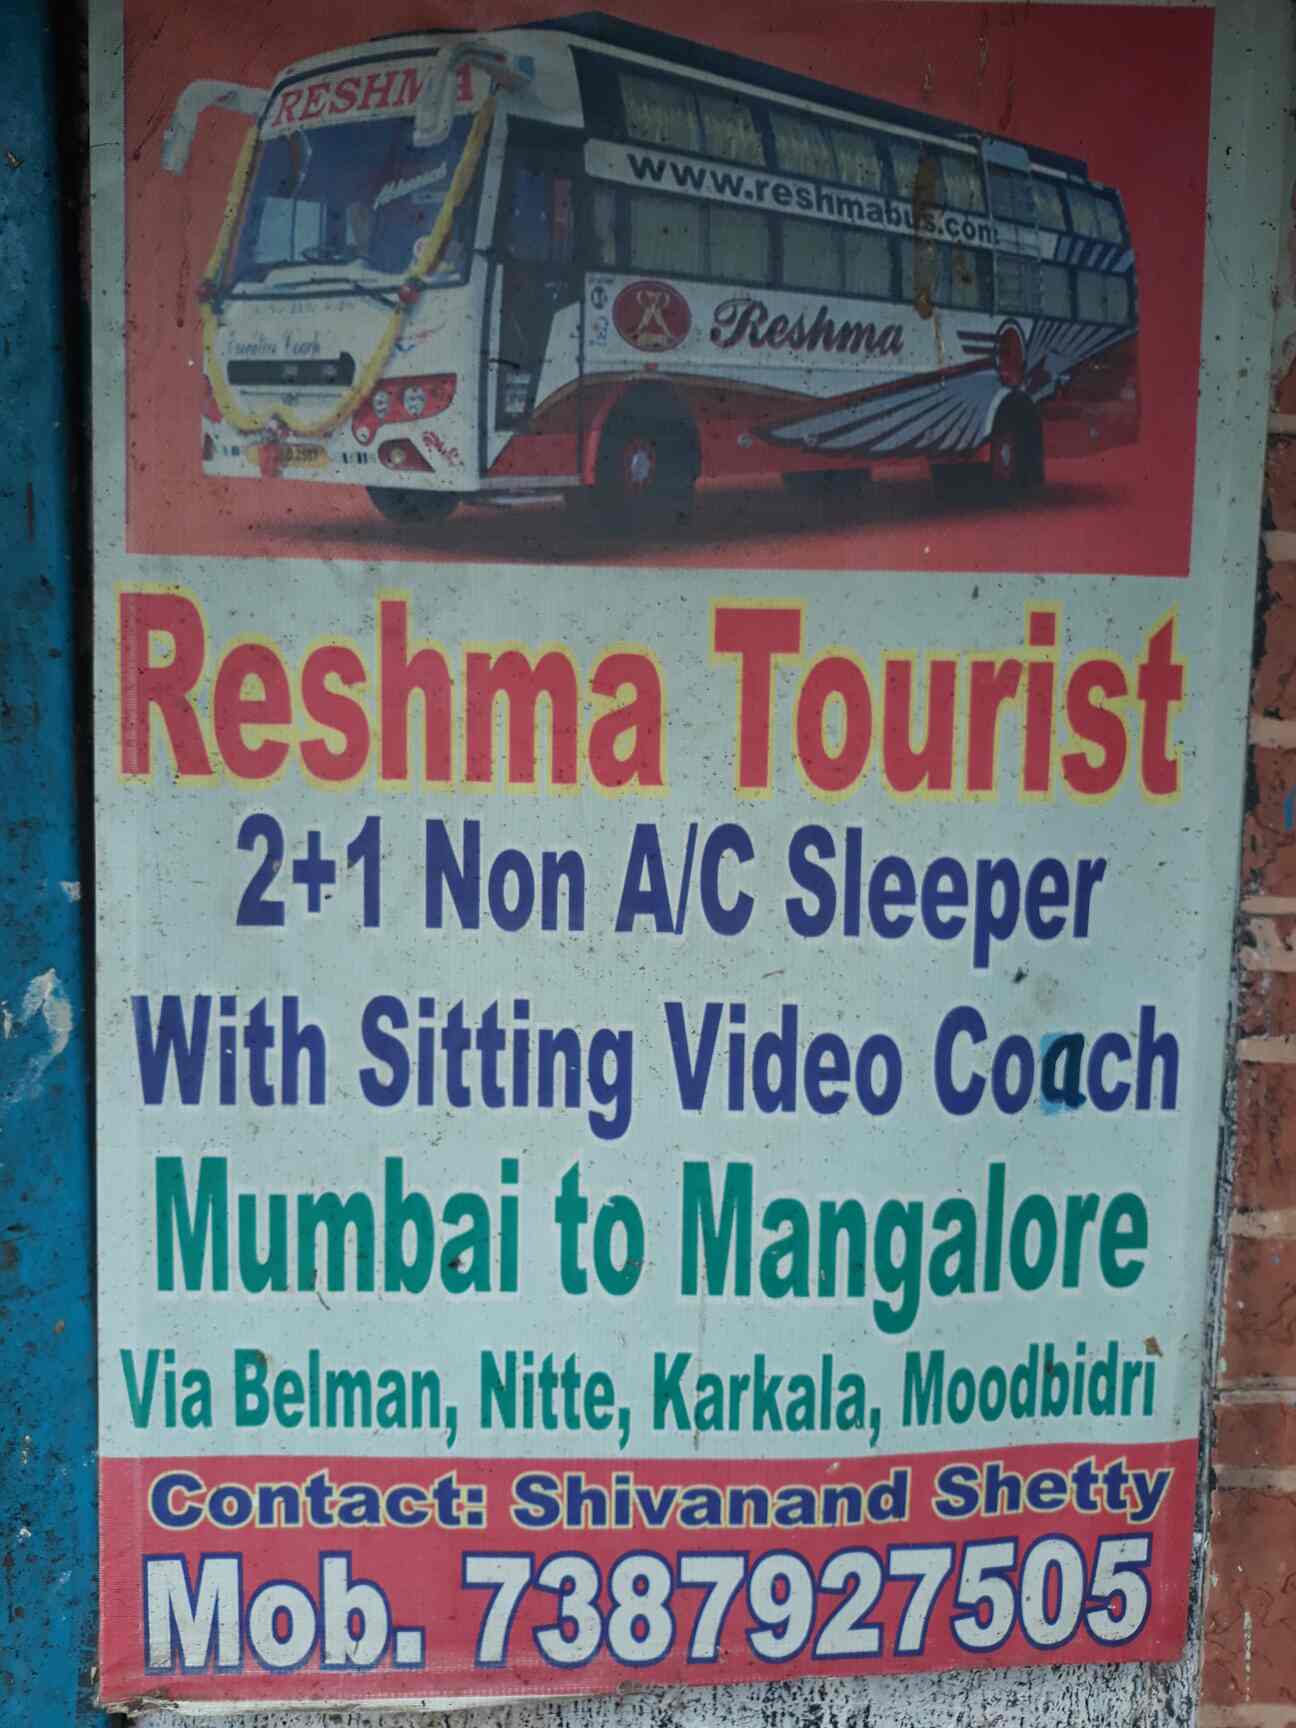 RESHMA
www.reshmabus.com
Reshma
Reshma Tourist
2+1 Non A/C Sleeper
With Sitting Video Coach
Mumbai to Mangalore
Via Belman, Nitte, Karkala, Moodbidri
Contact: Shivanand Shetty
Mob. 7387927505